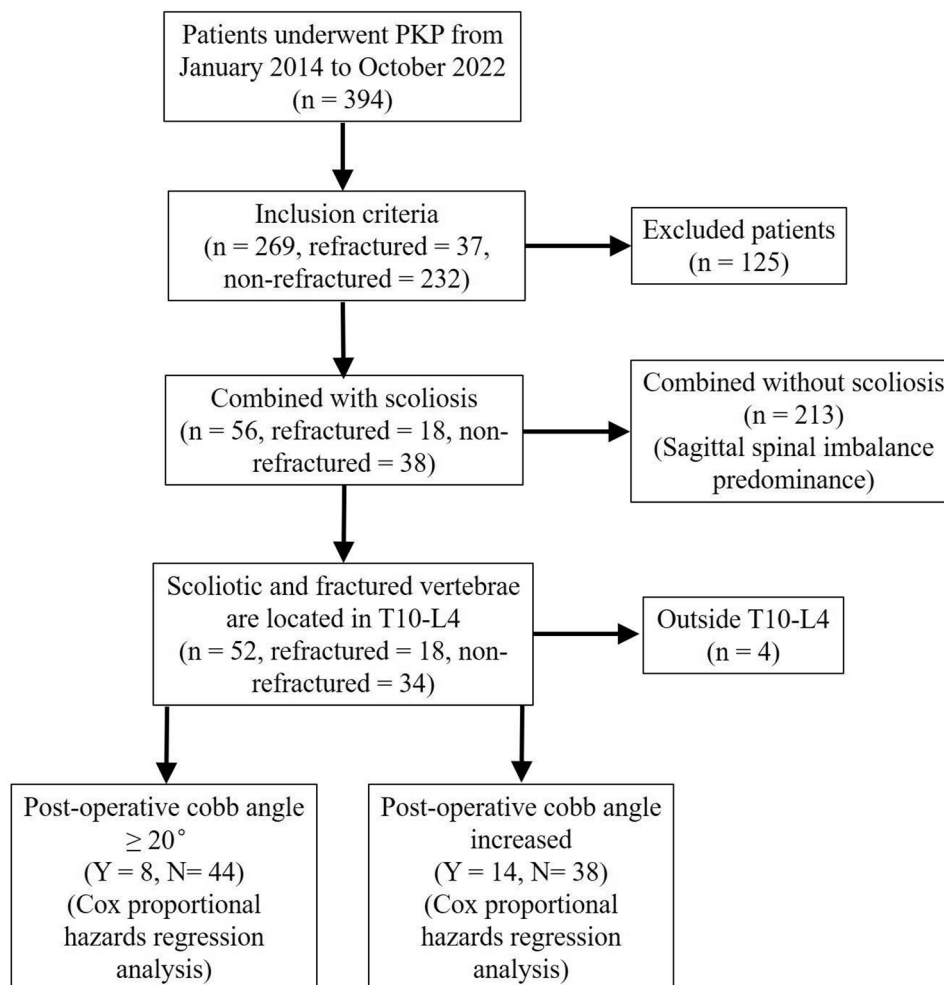 Patients underwent PKP from
January 2014 to October 2022
(n = 394)
Inclusion criteria
(n = 269, refractured = 37,
non-refractured = 232)
Excluded patients
(n = 125)
Combined with scoliosis
(n = 56, refractured = 18, non-
refractured = 38)
Combined without scoliosis
(n = 213)
(Sagittal spinal imbalance
predominance)
Scoliotic and fractured vertebrae
are located in T10-L4
(n = 52, refractured = 18, non-
refractured = 34)
Outside T10-L4
(n = 4)
Post-operative cobb angle
≥ 20°
(Y = 8, N= 44)
(Cox proportional
hazards regression
analysis)
Post-operative cobb angle
increased
(Y = 14, N= 38)
(Cox proportional
hazards regression
analysis)